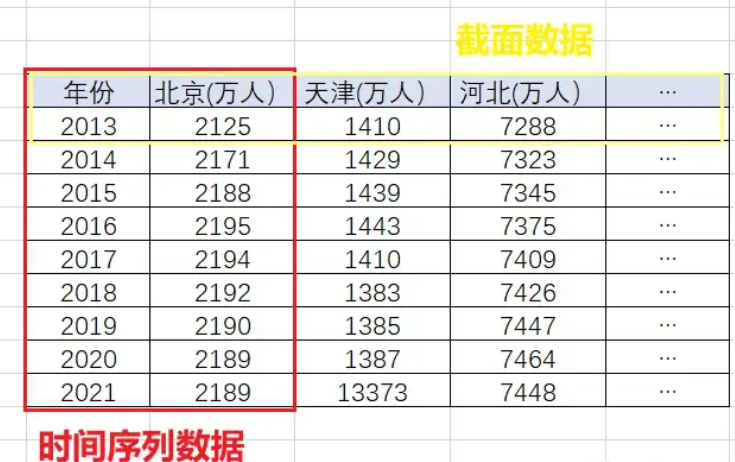 截面数据
年份 北京(万人） 天津(万人） 河北(万人） …
2013 2125 1410 7288 …
2014 2171 1429 7323 …
2015 2188 1439 7345 …
2016 2195 1443 7375 …
2017 2194 1410 7409 …
2018 2192 1383 7426 …
2019 2190 1385 7447 …
2020 2189 1387 7464 …
2021 2189 13373 7448 …
时间序列数据